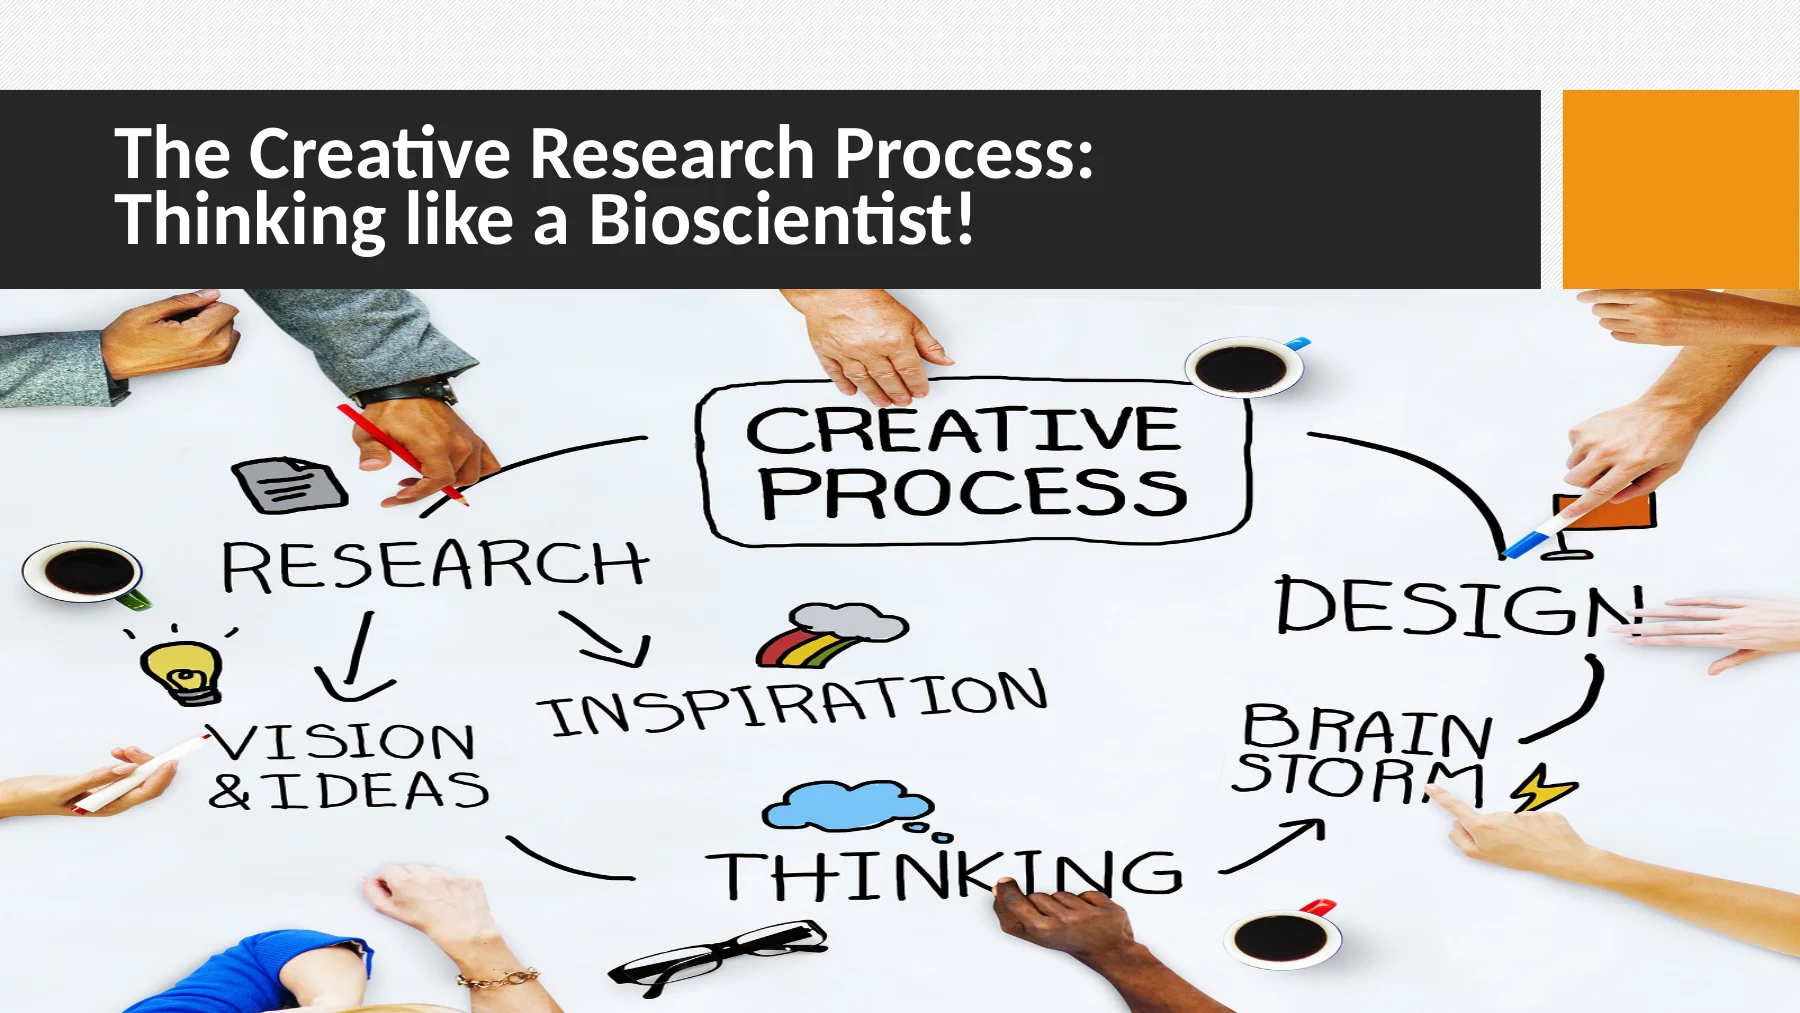 The Creative Research Process:
Thinking like a Bioscientist!
CREATIVE
PROCESS
RESEARCH
DESIGN
INSPIRATION
VISION
& IDEAS
BRAIN
STORM
THINKING